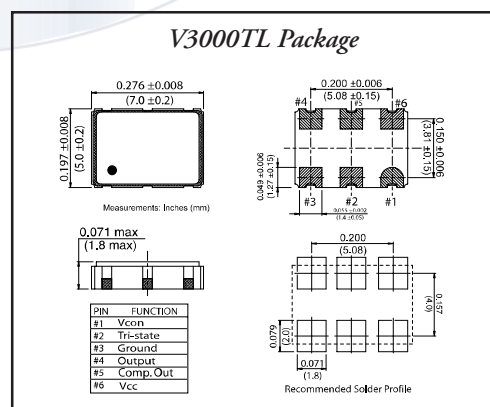 V3000TL Package
0.276 ±0.008
(7.0 ±0.2)
0.197 ±0.008
(5.0 ±0.2)
Measurements: Inches (mm)
0.200 ±0.006
(5.08 ±0.15)
#4 #5 #6
0.150 ±0.006
(3.81 ±0.15)
0.049 ±0.006
(1.27 ±0.15)
#3 #2 #1
(1.4 ±0.05)
0.071 max
(1.8 max)
PIN FUNCTION
#1 Vcon
#2 Tri-state
#3 Ground
#4 Output
#5 Comp.Out
#6 Vcc
0.200
(5.08)
0.157
(4.0)
0.079
(2.0)
0.071
(1.8)
Recommended Solder Profile